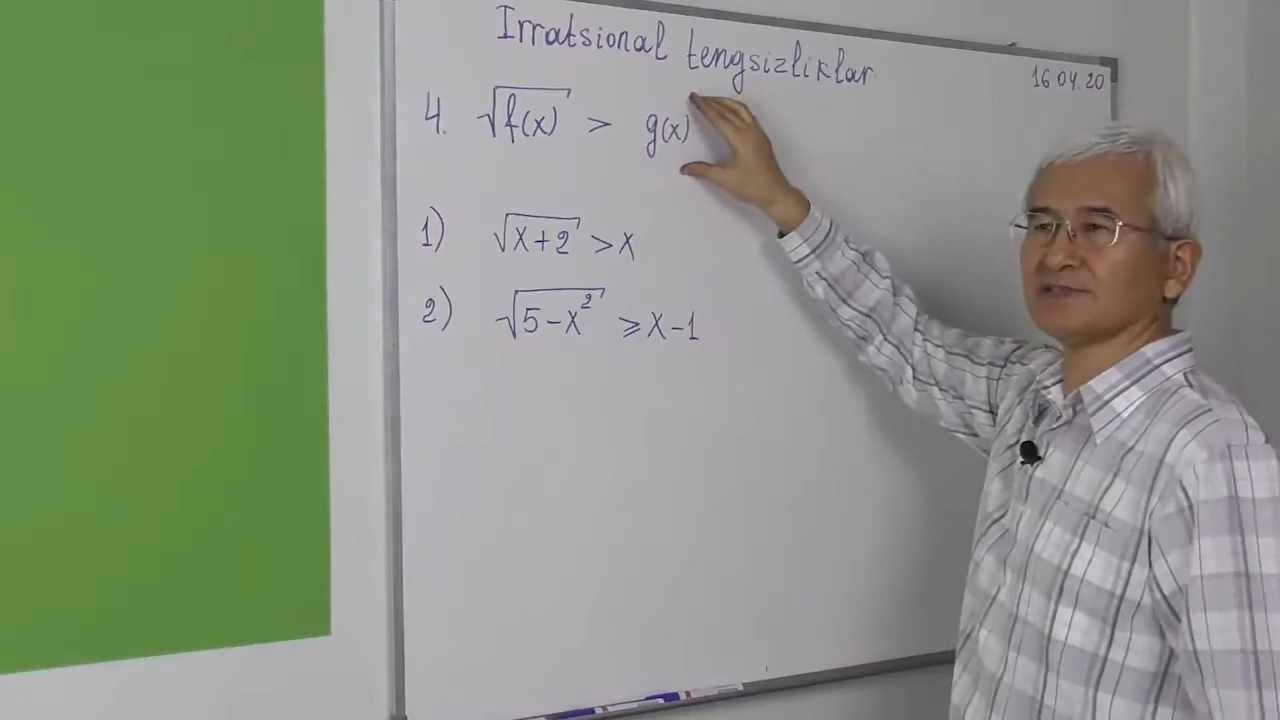 Irratsional tengsizliklar
16.04.20
4. √f(x) > g(x)
1) √x+2 > x
2) √5-x² ⩾ x-1